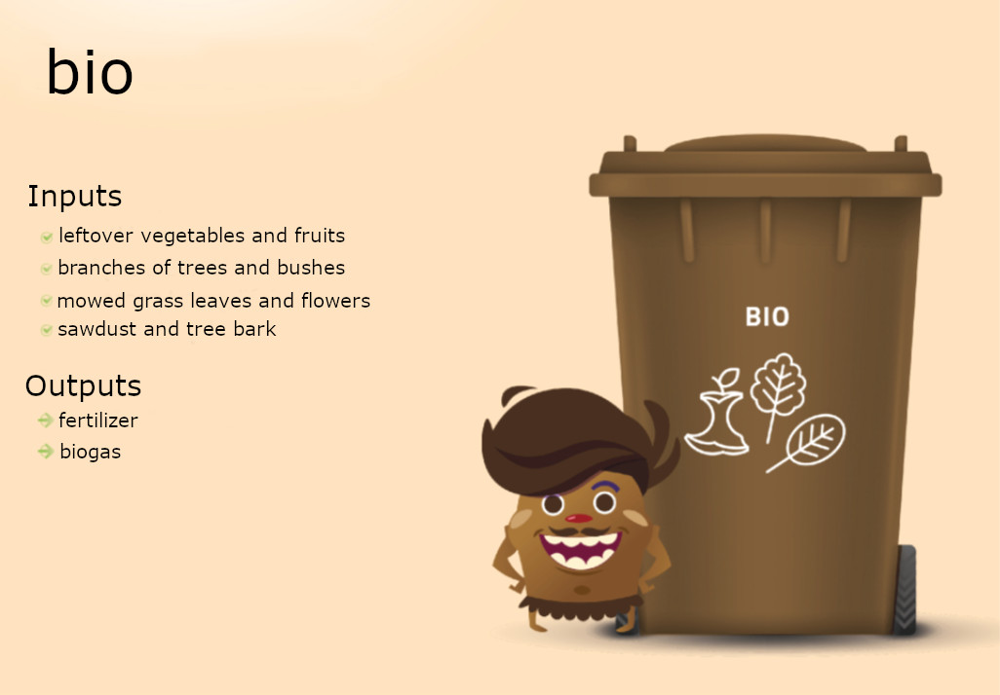 bio
Inputs
leftover vegetables and fruits
branches of trees and bushes
mowed grass leaves and flowers
sawdust and tree bark
Outputs
fertilizer
biogas
BIO